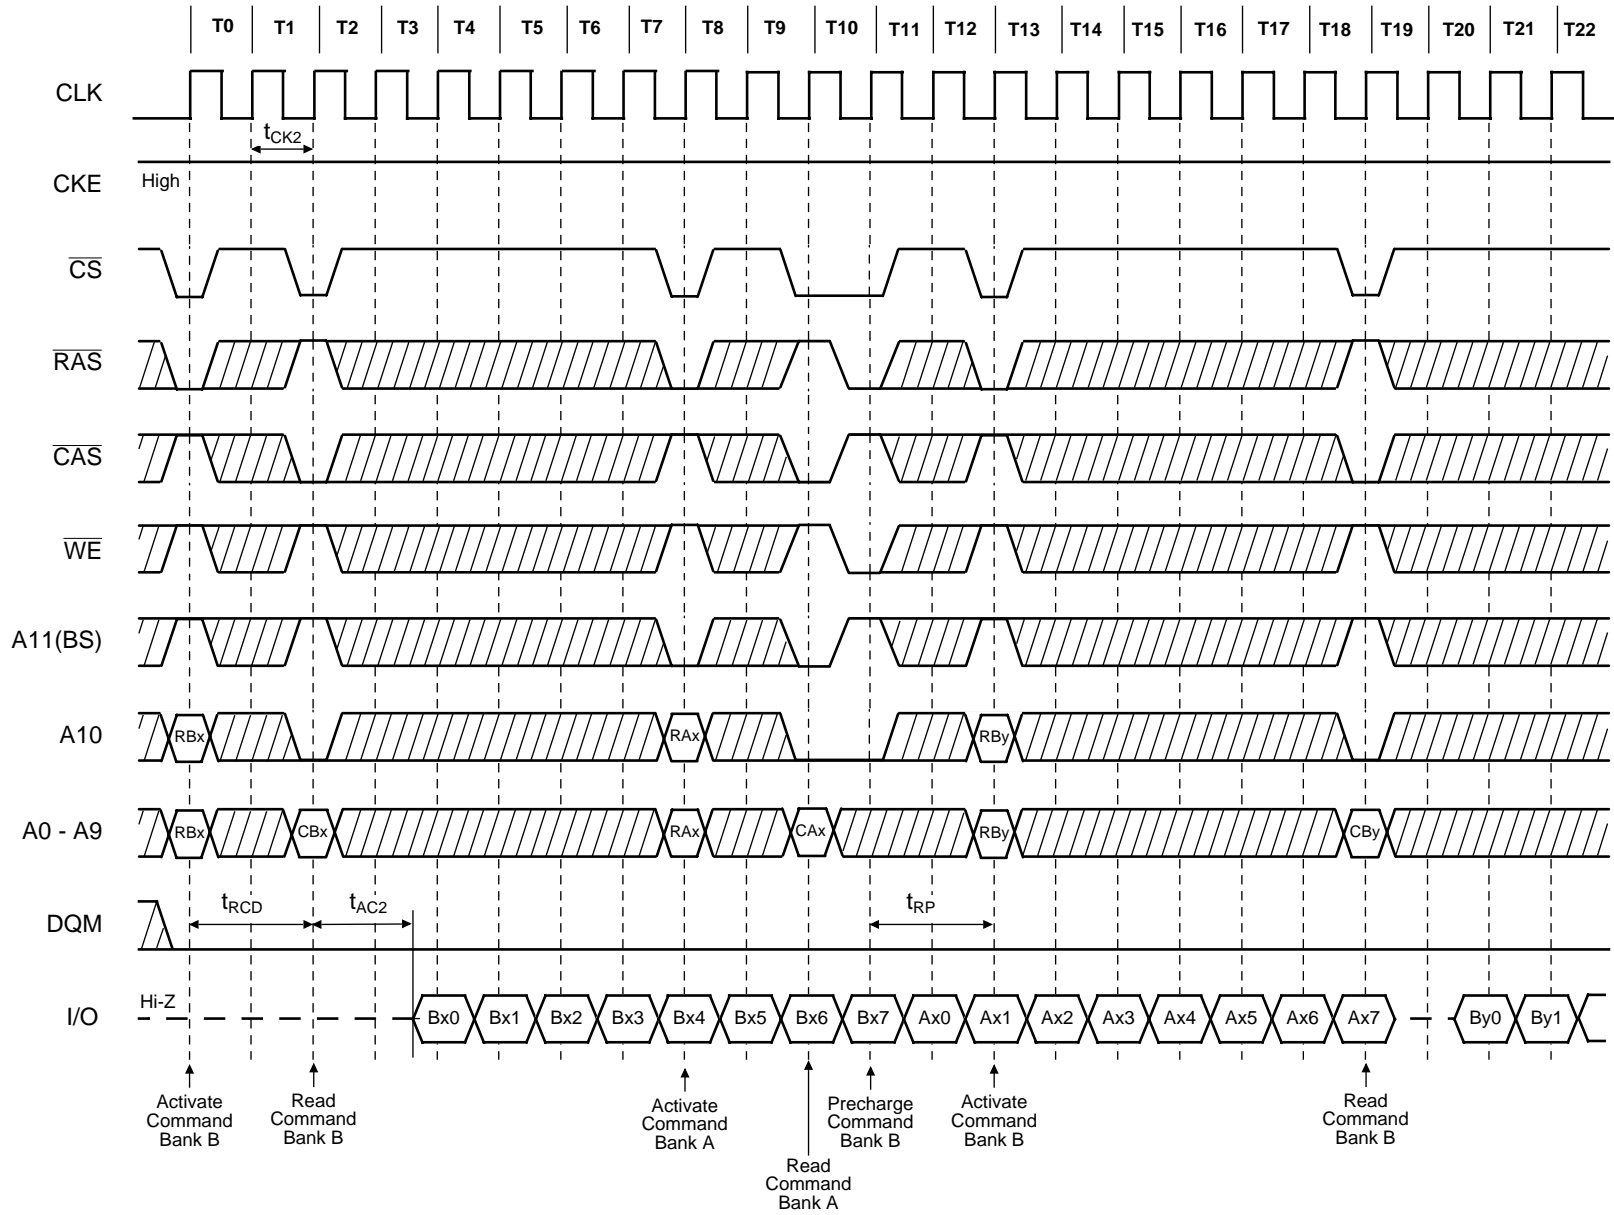 T0 T1 T2 T3 T4 T5 T6 T7 T8 T9 T10 T11 T12 T13 T14 T15 T16 T17 T18 T19 T20 T21 T22
CLK
tCK2
CKE High
CS
RAS
CAS
WE
A11(BS)
A10 RBx RAx RBy
A0 - A9 RBx CBx RAx CAx RBy CBy
DQM tRCD tAC2 tRP
I/O Hi-Z Bx0 Bx1 Bx2 Bx3 Bx4 Bx5 Bx6 Bx7 Ax0 Ax1 Ax2 Ax3 Ax4 Ax5 Ax6 Ax7 By0 By1
Activate
Command
Bank B
Read
Command
Bank B
Activate
Command
Bank A
Read
Command
Bank A
Precharge
Command
Bank B
Activate
Command
Bank B
Read
Command
Bank B